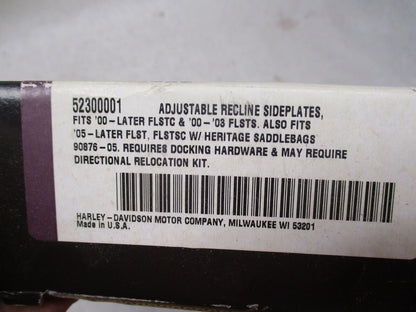 52300001 ADJUSTABLE RECLINE SIDEPLATES,
FITS '00-LATER FLSTC & '00-'03 FLSTS. ALSO FITS
'05-LATER FLST, FLSTSC W/ HERITAGE SADDLEBAGS
90876-05. REQUIRES DOCKING HARDWARE & MAY REQUIRE
DIRECTIONAL RELOCATION KIT.
HARLEY-DAVIDSON MOTOR COMPANY, MILWAUKEE WI 53201
Made in U.S.A.